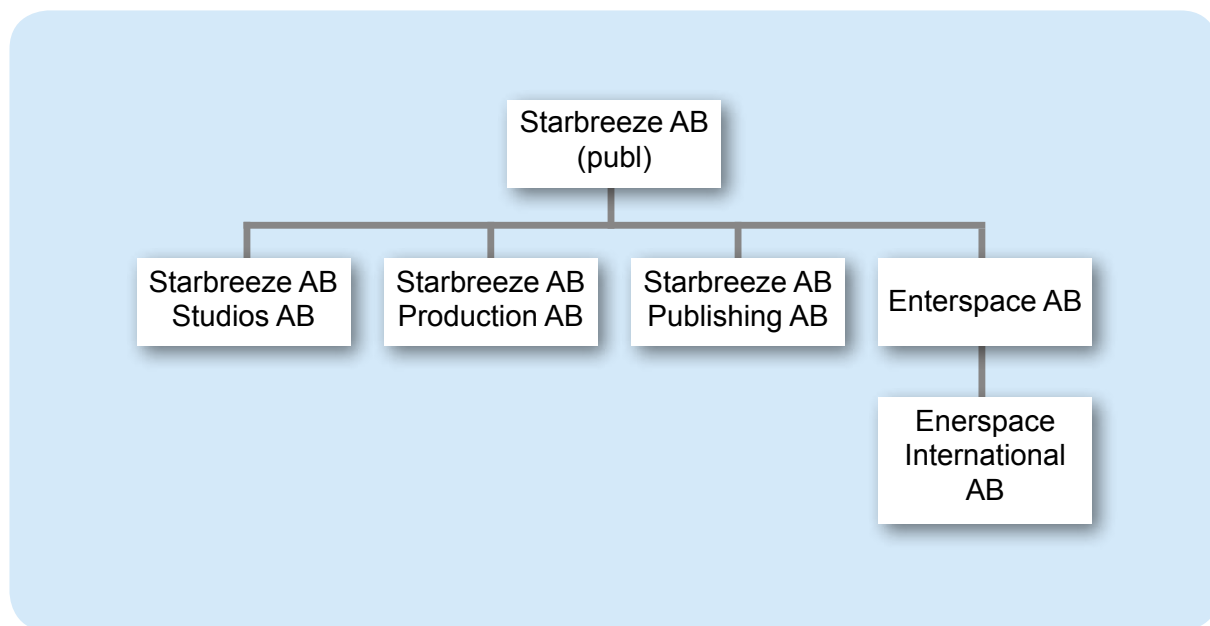 Starbreeze AB
(publ)
Starbreeze AB
Studios AB
Starbreeze AB
Production AB
Starbreeze AB
Publishing AB
Enterspace AB
Enerspace
International
AB